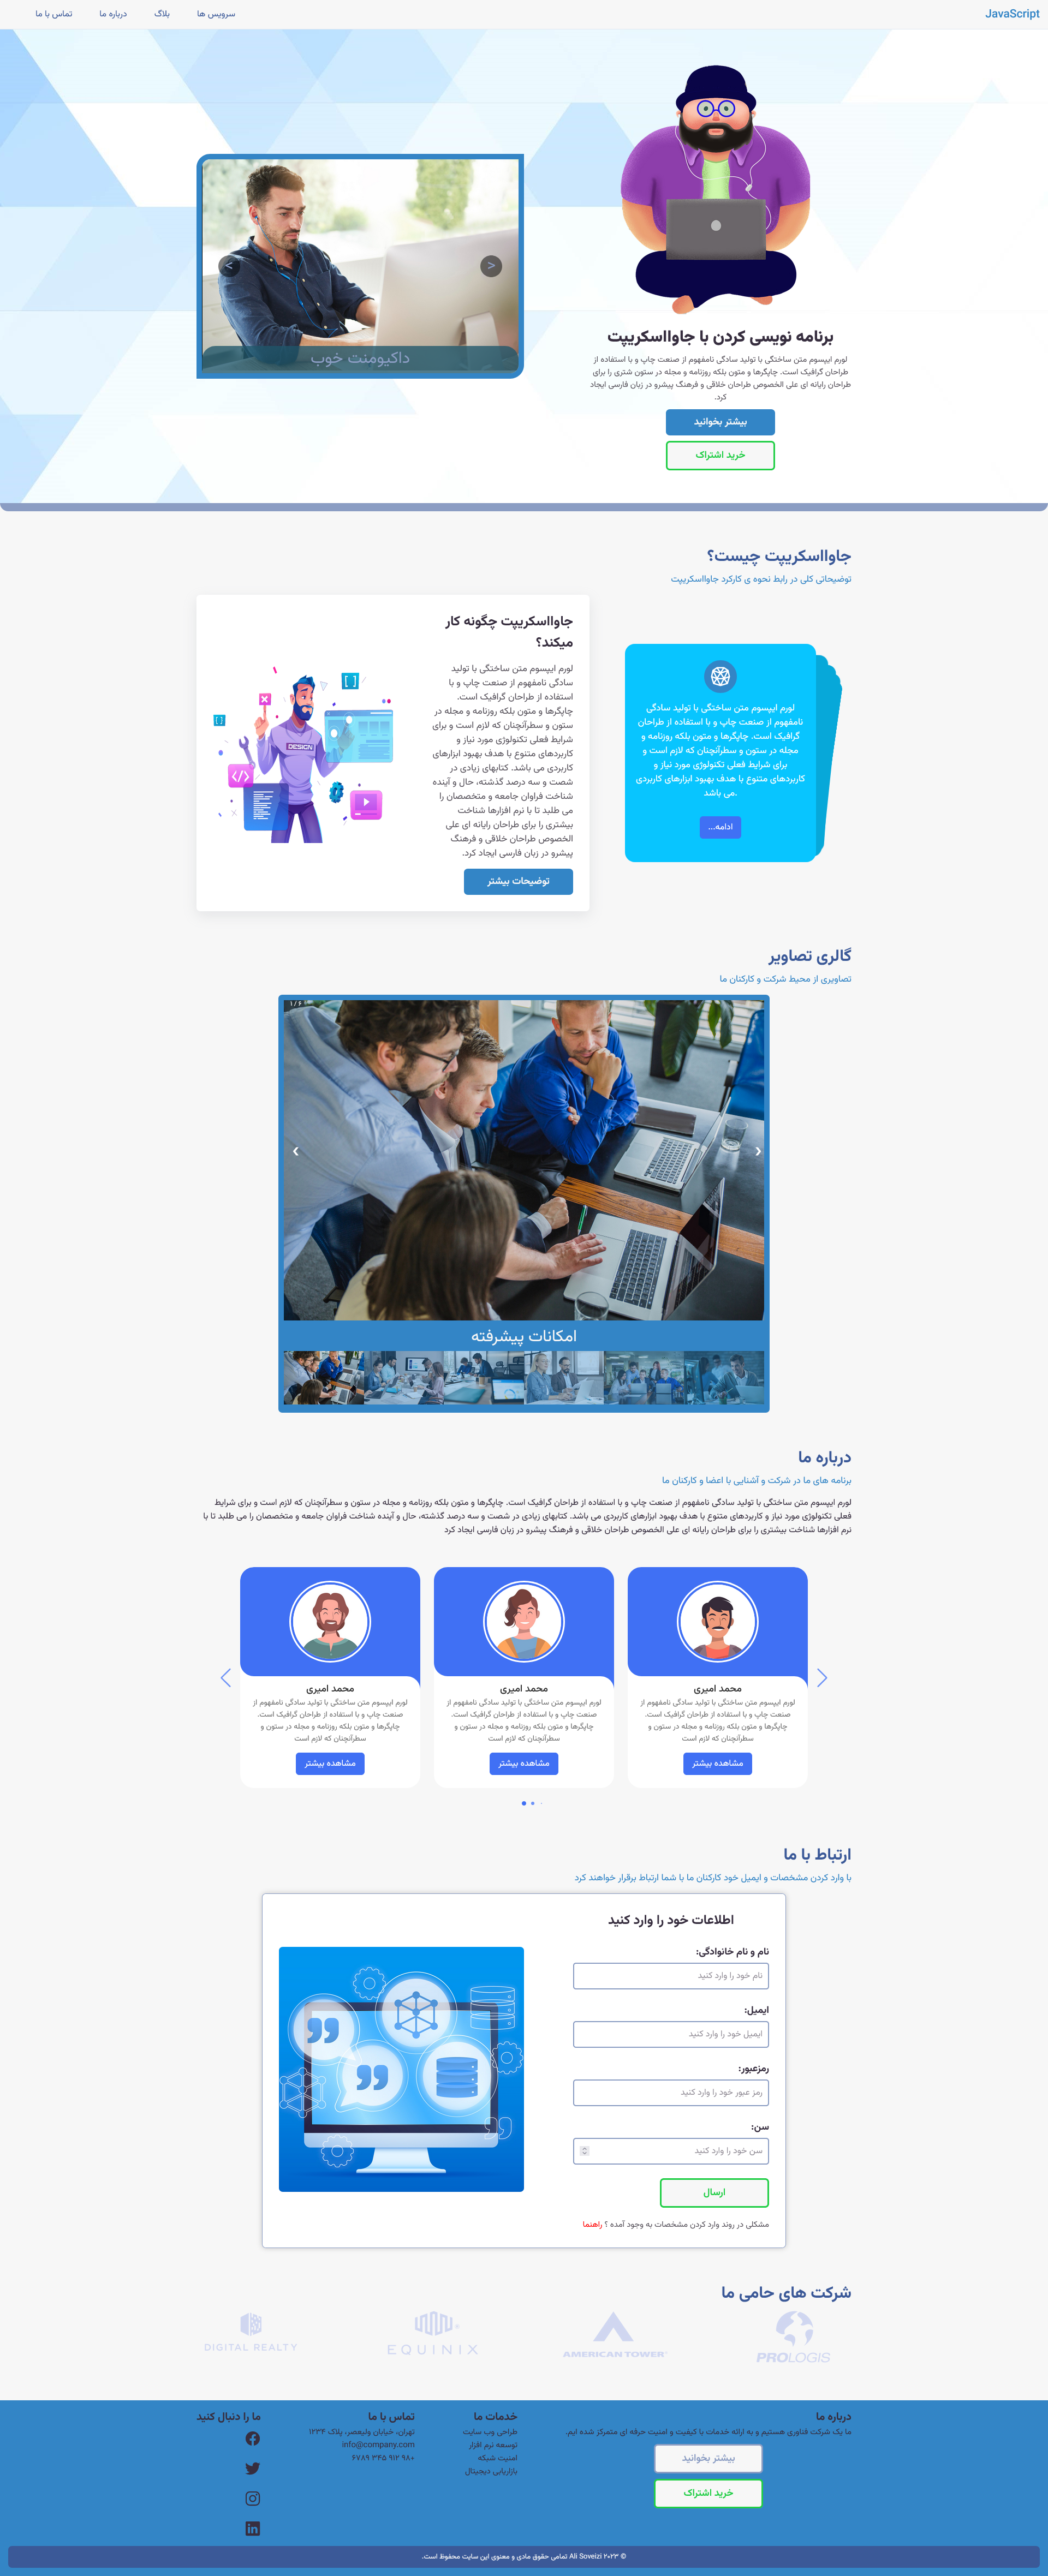 JavaScript
سرویس ها
بلاگ
درباره ما
تماس با ما
برنامه نویسی کردن با جاوااسکریپت
لورم ایپسوم متن ساختگی با تولید سادگی نامفهوم از صنعت چاپ و با استفاده از
طراحان گرافیک است. چاپگرها و متون بلکه روزنامه و مجله در ستون شتری را برای
طراحان رایانه ای علی الخصوص طراحان خلاقی و فرهنگ پیشرو در زبان فارسی ایجاد
کرد.
بیشتر بخوانید
خرید اشتراک
>
<
داکیومنت خوب
جاوااسکریپت چیست؟
توضیحاتی کلی در رابط نحوه ی کارکرد جاوااسکریپت
لورم ایپسوم متن ساختگی با تولید سادگی
نامفهوم از صنعت چاپ و با استفاده از طراحان
گرافیک است. چاپگرها و متون بلکه روزنامه و
مجله در ستون و سطرآنچنان که لازم است و
برای شرایط فعلی تکنولوژی مورد نیاز و
کاربردهای متنوع با هدف بهبود ابزارهای کاربردی
می باشد.
ادامه...
جاوااسکریپت چگونه کار
میکند؟
لورم ایپسوم متن ساختگی با تولید
سادگی نامفهوم از صنعت چاپ و با
استفاده از طراحان گرافیک است.
چاپگرها و متون بلکه روزنامه و مجله در
ستون و سطرآنچنان که لازم است و برای
شرایط فعلی تکنولوژی مورد نیاز و
کاربردهای متنوع با هدف بهبود ابزارهای
کاربردی می باشد. کتابهای زیادی در
شصت و سه درصد گذشته، حال و آینده
شناخت فراوان جامعه و متخصصان را
می طلبد تا با نرم افزارها شناخت
بیشتری را برای طراحان رایانه ای علی
الخصوص طراحان خلاقی و فرهنگ
پیشرو در زبان فارسی ایجاد کرد.
توضیحات بیشتر
DESIGN
گالری تصاویر
تصاویری از محیط شرکت و کارکنان ما
۱ / ۶
امکانات پیشرفته
درباره ما
برنامه های ما در شرکت و آشنایی با اعضا و کارکنان ما
لورم ایپسوم متن ساختگی با تولید سادگی نامفهوم از صنعت چاپ و با استفاده از طراحان گرافیک است. چاپگرها و متون بلکه روزنامه و مجله در ستون و سطرآنچنان که لازم است و برای شرایط
فعلی تکنولوژی مورد نیاز و کاربردهای متنوع با هدف بهبود ابزارهای کاربردی می باشد. کتابهای زیادی در شصت و سه درصد گذشته، حال و آینده شناخت فراوان جامعه و متخصصان را می طلبد تا با
نرم افزارها شناخت بیشتری را برای طراحان رایانه ای علی الخصوص طراحان خلاقی و فرهنگ پیشرو در زبان فارسی ایجاد کرد
محمد امیری
لورم ایپسوم متن ساختگی با تولید سادگی نامفهوم از
صنعت چاپ و با استفاده از طراحان گرافیک است.
چاپگرها و متون بلکه روزنامه و مجله در ستون و
سطرآنچنان که لازم است
مشاهده بیشتر
محمد امیری
لورم ایپسوم متن ساختگی با تولید سادگی نامفهوم از
صنعت چاپ و با استفاده از طراحان گرافیک است.
چاپگرها و متون بلکه روزنامه و مجله در ستون و
سطرآنچنان که لازم است
مشاهده بیشتر
محمد امیری
لورم ایپسوم متن ساختگی با تولید سادگی نامفهوم از
صنعت چاپ و با استفاده از طراحان گرافیک است.
چاپگرها و متون بلکه روزنامه و مجله در ستون و
سطرآنچنان که لازم است
مشاهده بیشتر
ارتباط با ما
با وارد کردن مشخصات و ایمیل خود کارکنان ما با شما ارتباط برقرار خواهند کرد
اطلاعات خود را وارد کنید
نام و نام خانوادگی:
نام خود را وارد کنید
ایمیل:
ایمیل خود را وارد کنید
رمزعبور:
رمز عبور خود را وارد کنید
سن:
سن خود را وارد کنید
ارسال
مشکلی در روند وارد کردن مشخصات به وجود آمده ؟ راهنما
شرکت های حامی ما
PROLOGIS
AMERICAN TOWER
EQUINIX
DIGITAL REALTY
درباره ما
ما یک شرکت فناوری هستیم و به ارائه خدمات با کیفیت و امنیت حرفه ای متمرکز شده ایم.
بیشتر بخوانید
خرید اشتراک
خدمات ما
طراحی وب سایت
توسعه نرم افزار
امنیت شبکه
بازاریابی دیجیتال
تماس با ما
تهران، خیابان ولیعصر، پلاک ۱۲۳۴
info@company.com
۹۸۰ ۹۱۲ ۳۴۵ ۶۷۸۹
ما را دنبال کنید
© ۲۰۲۳ Ali Soveizi تمامی حقوق مادی و معنوی این سایت محفوظ است.